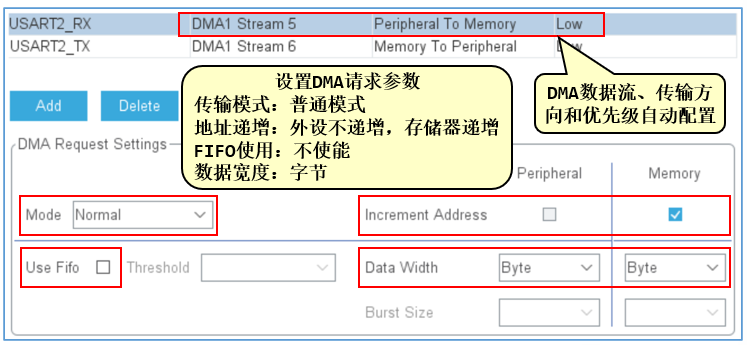 USART2_RX DMA1 Stream 5 Peripheral To Memory Low
USART2_TX DMA1 Stream 6 Memory To Peripheral
设置DMA请求参数
传输模式：普通模式
地址递增：外设不递增，存储器递增
FIFO使用：不使能
数据宽度：字节
DMA数据流、传输方
向和优先级自动配置
Add Delete
DMA Request Settings
Peripheral Memory
Mode Normal Increment Address
Use Fifo Threshold Data Width Byte Byte
Burst Size